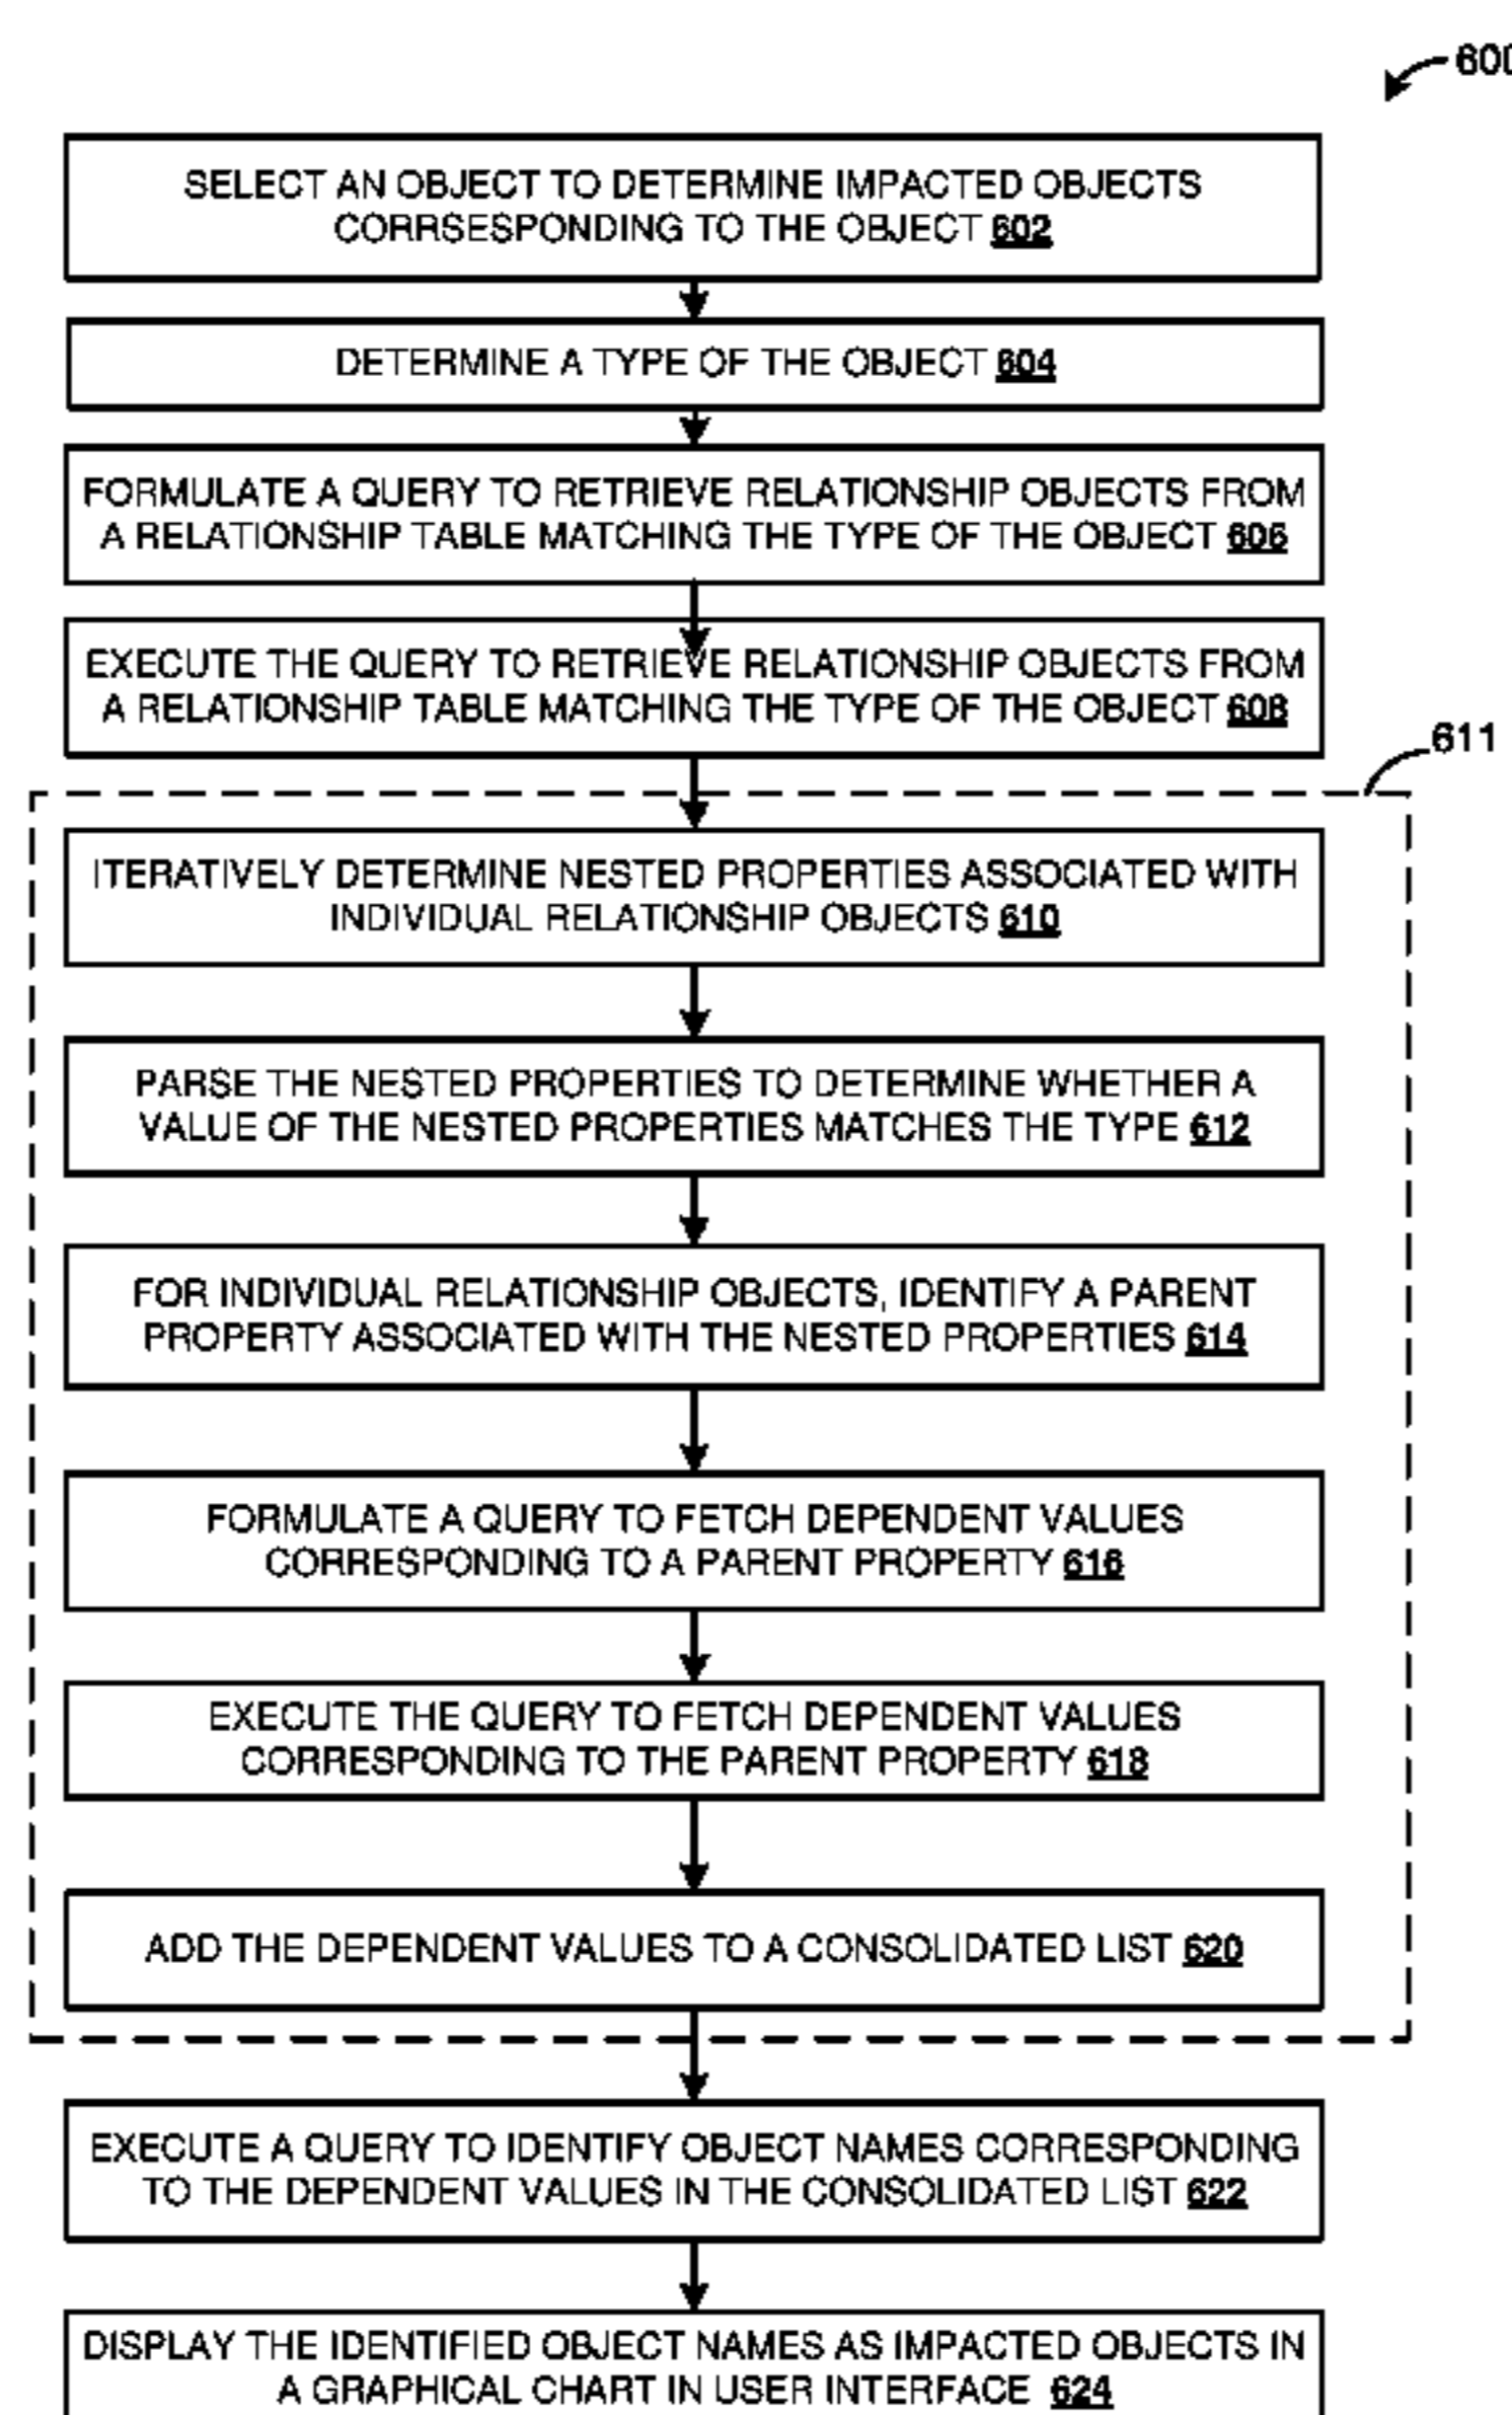 600
SELECT AN OBJECT TO DETERMINE IMPACTED OBJECTS
CORRSESPONDING TO THE OBJECT 602
DETERMINE A TYPE OF THE OBJECT 604
FORMULATE A QUERY TO RETRIEVE RELATIONSHIP OBJECTS FROM
A RELATIONSHIP TABLE MATCHING THE TYPE OF THE OBJECT 606
EXECUTE THE QUERY TO RETRIEVE RELATIONSHIP OBJECTS FROM
A RELATIONSHIP TABLE MATCHING THE TYPE OF THE OBJECT 608
611
ITERATIVELY DETERMINE NESTED PROPERTIES ASSOCIATED WITH
INDIVIDUAL RELATIONSHIP OBJECTS 610
PARSE THE NESTED PROPERTIES TO DETERMINE WHETHER A
VALUE OF THE NESTED PROPERTIES MATCHES THE TYPE 612
FOR INDIVIDUAL RELATIONSHIP OBJECTS, IDENTIFY A PARENT
PROPERTY ASSOCIATED WITH THE NESTED PROPERTIES 614
FORMULATE A QUERY TO FETCH DEPENDENT VALUES
CORRESPONDING TO A PARENT PROPERTY 616
EXECUTE THE QUERY TO FETCH DEPENDENT VALUES
CORRESPONDING TO THE PARENT PROPERTY 618
ADD THE DEPENDENT VALUES TO A CONSOLIDATED LIST 620
EXECUTE A QUERY TO IDENTIFY OBJECT NAMES CORRESPONDING
TO THE DEPENDENT VALUES IN THE CONSOLIDATED LIST 622
DISPLAY THE IDENTIFIED OBJECT NAMES AS IMPACTED OBJECTS IN
A GRAPHICAL CHART IN USER INTERFACE 624